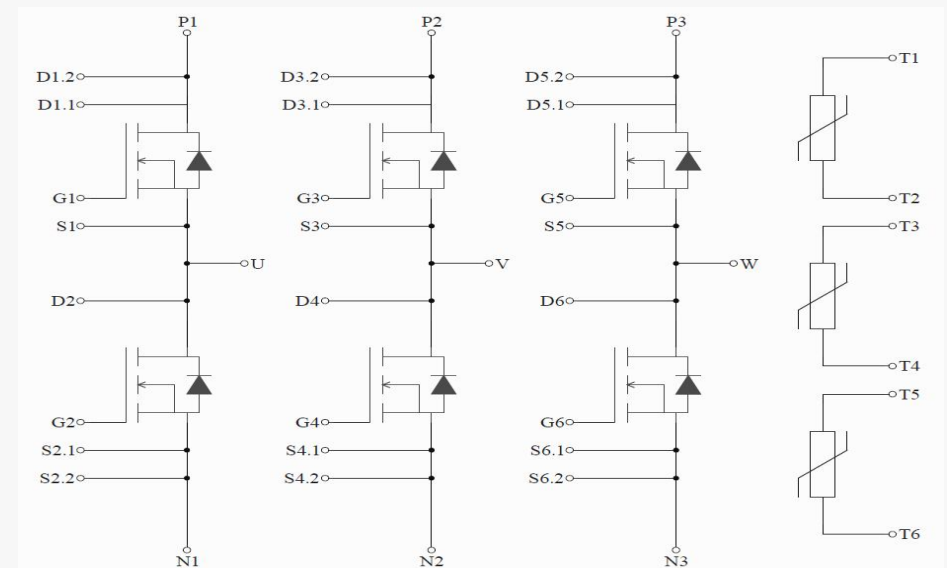 P1 P2 P3
T1
D1.2 D3.2 D5.2
D1.1 D3.1 D5.1
G1 G3 G5 T2
S1 S3 S5 T3
U V W
D2 D4 D6
T4
T5
G2 G4 G6
S2.1 S4.1 S6.1
S2.2 S4.2 S6.2
T6
N1 N2 N3